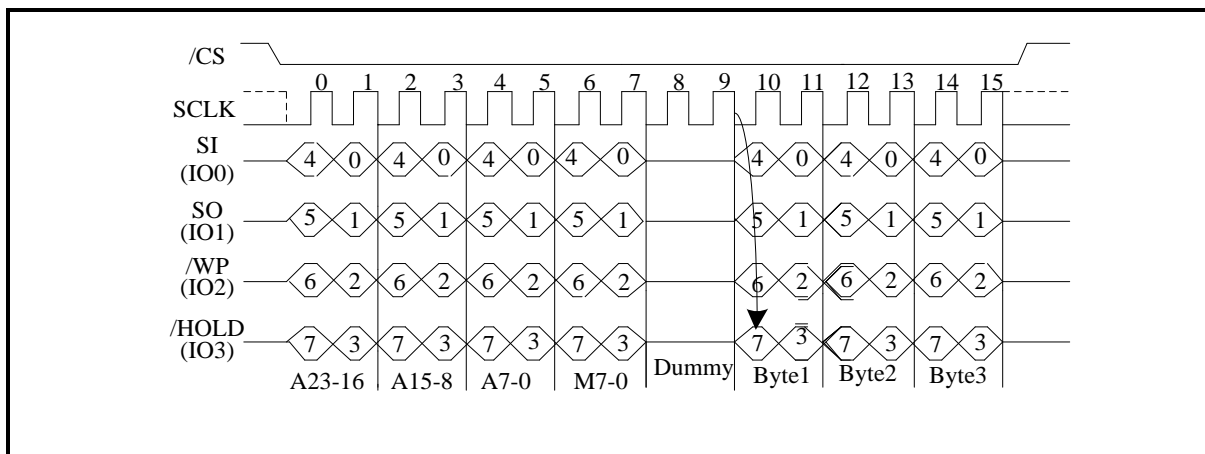 /CS
0 1 2 3 4 5 6 7 8 9 10 11 12 13 14 15
SCLK
SI
(IO0)
4 0 4 0 4 0 4 0 4 0 4 0 4 0
SO
(IO1)
5 1 5 1 5 1 5 1 5 1 5 1 5 1
/WP
(IO2)
6 2 6 2 6 2 6 2 6 2 6 2 6 2
/HOLD
(IO3)
7 3 7 3 7 3 7 3 7 3 7 3 7 3
A23-16 A15-8 A7-0 M7-0 Dummy Byte1 Byte2 Byte3